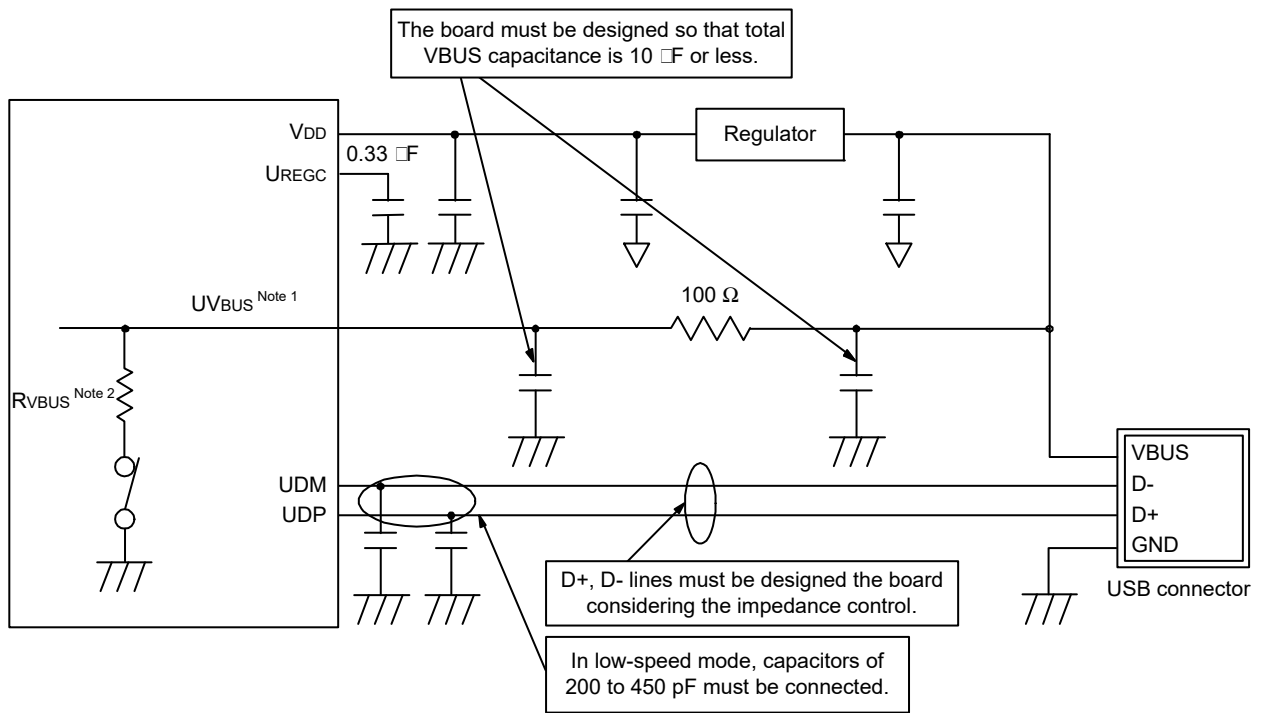 The board must be designed so that total
VBUS capacitance is 10 □F or less.
VDD
0.33 □F
UREGC
Regulator
UVBUS Note 1
100 Ω
RVBUS Note 2
UDM
UDP
VBUS
D-
D+
GND
USB connector
D+, D- lines must be designed the board
considering the impedance control.
In low-speed mode, capacitors of
200 to 450 pF must be connected.